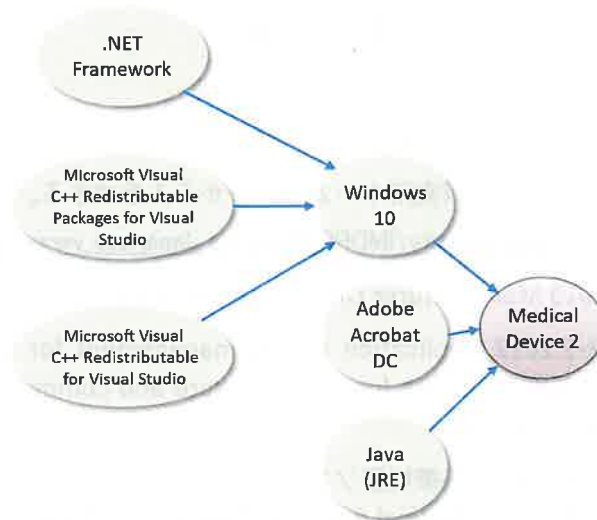 .NET
Framework
Microsoft Visual
C++ Redistributable
Packages for Visual
Studio
Windows
10
Microsoft Visual
C++ Redistributable
for Visual Studio
Adobe
Acrobat
DC
Medical
Device 2
Java
(JRE)